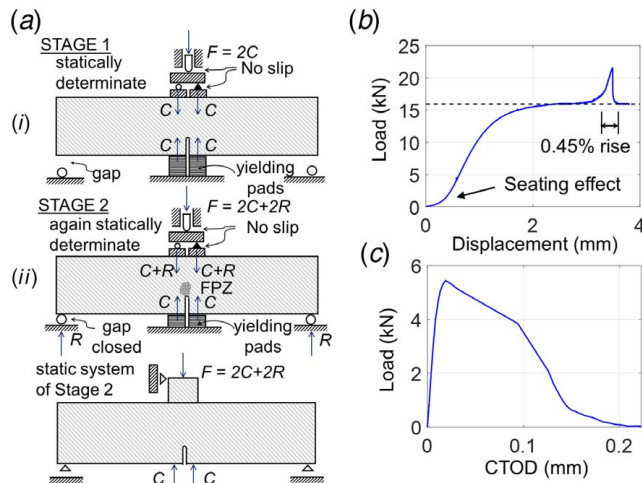 (a)
STAGE 1
statically
determinate
F = 2C
No slip
C C
(i)
C C
gap
yielding
pads
STAGE 2
again statically
determinate
F = 2C+2R
No slip
(ii)
C+R C+R
FPZ
C C
R
gap
closed
yielding
pads
R
static system
of Stage 2
F = 2C+2R
C C
(b)
Load (kN)
25
20
15
10
5
0
0.45% rise
Seating effect
0 2 4
Displacement (mm)
(c)
Load (kN)
6
4
2
0
0 0.1 0.2
CTOD (mm)